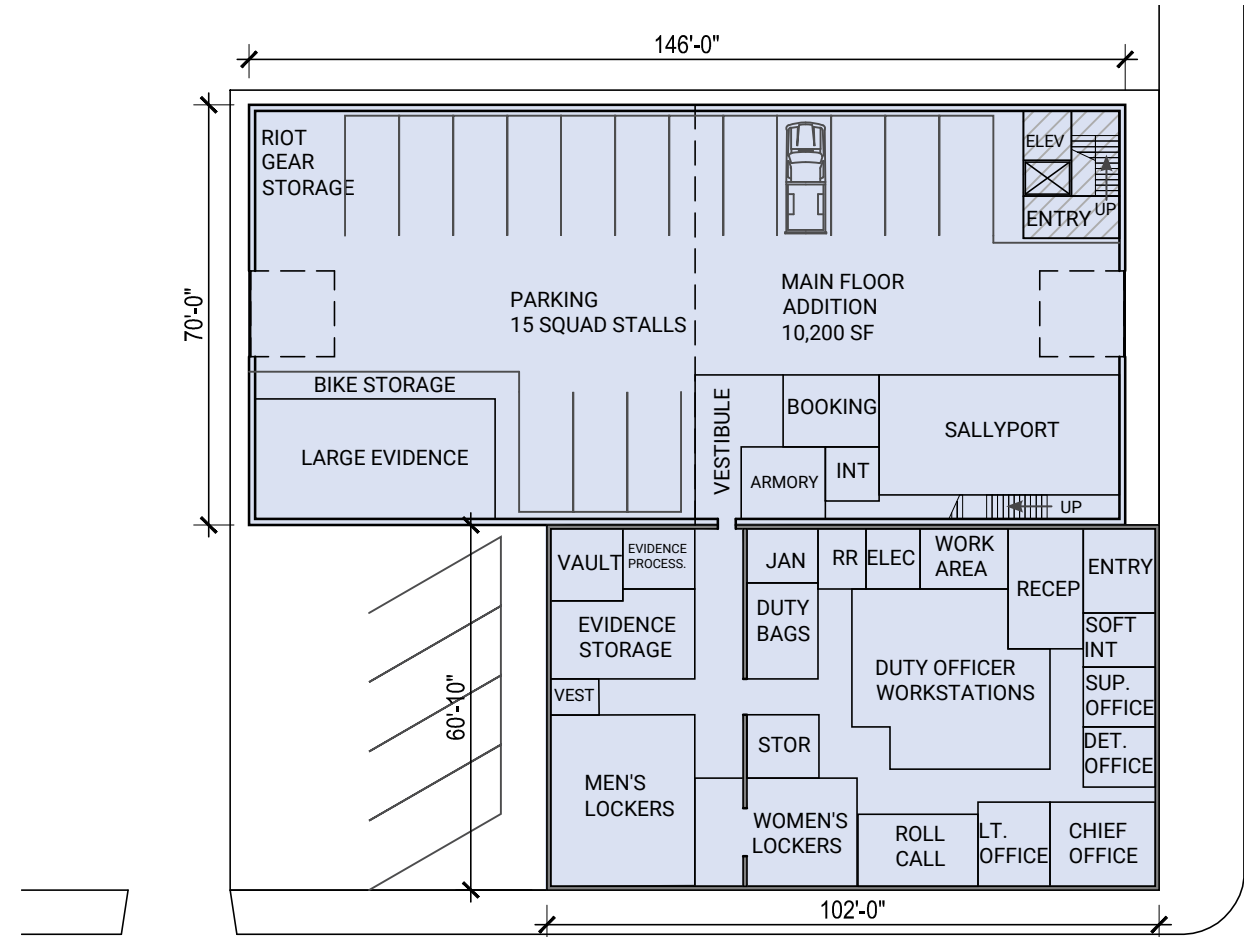 146'-0"
RIOT
GEAR
STORAGE
ELEV
UP
ENTRY
70'-0"
PARKING
15 SQUAD STALLS
MAIN FLOOR
ADDITION
10,200 SF
BIKE STORAGE
LARGE EVIDENCE
VESTIBULE
BOOKING
SALLYPORT
ARMORY
INT
UP
VAULT
EVIDENCE
PROCESS.
JAN
RR
ELEC
WORK
AREA
RECEP
ENTRY
EVIDENCE
STORAGE
DUTY
BAGS
SOFT
INT
DUTY OFFICER
WORKSTATIONS
SUP.
OFFICE
VEST
60'-10"
STOR
DET.
OFFICE
MEN'S
LOCKERS
WOMEN'S
LOCKERS
ROLL
CALL
LT.
OFFICE
CHIEF
OFFICE
102'-0"